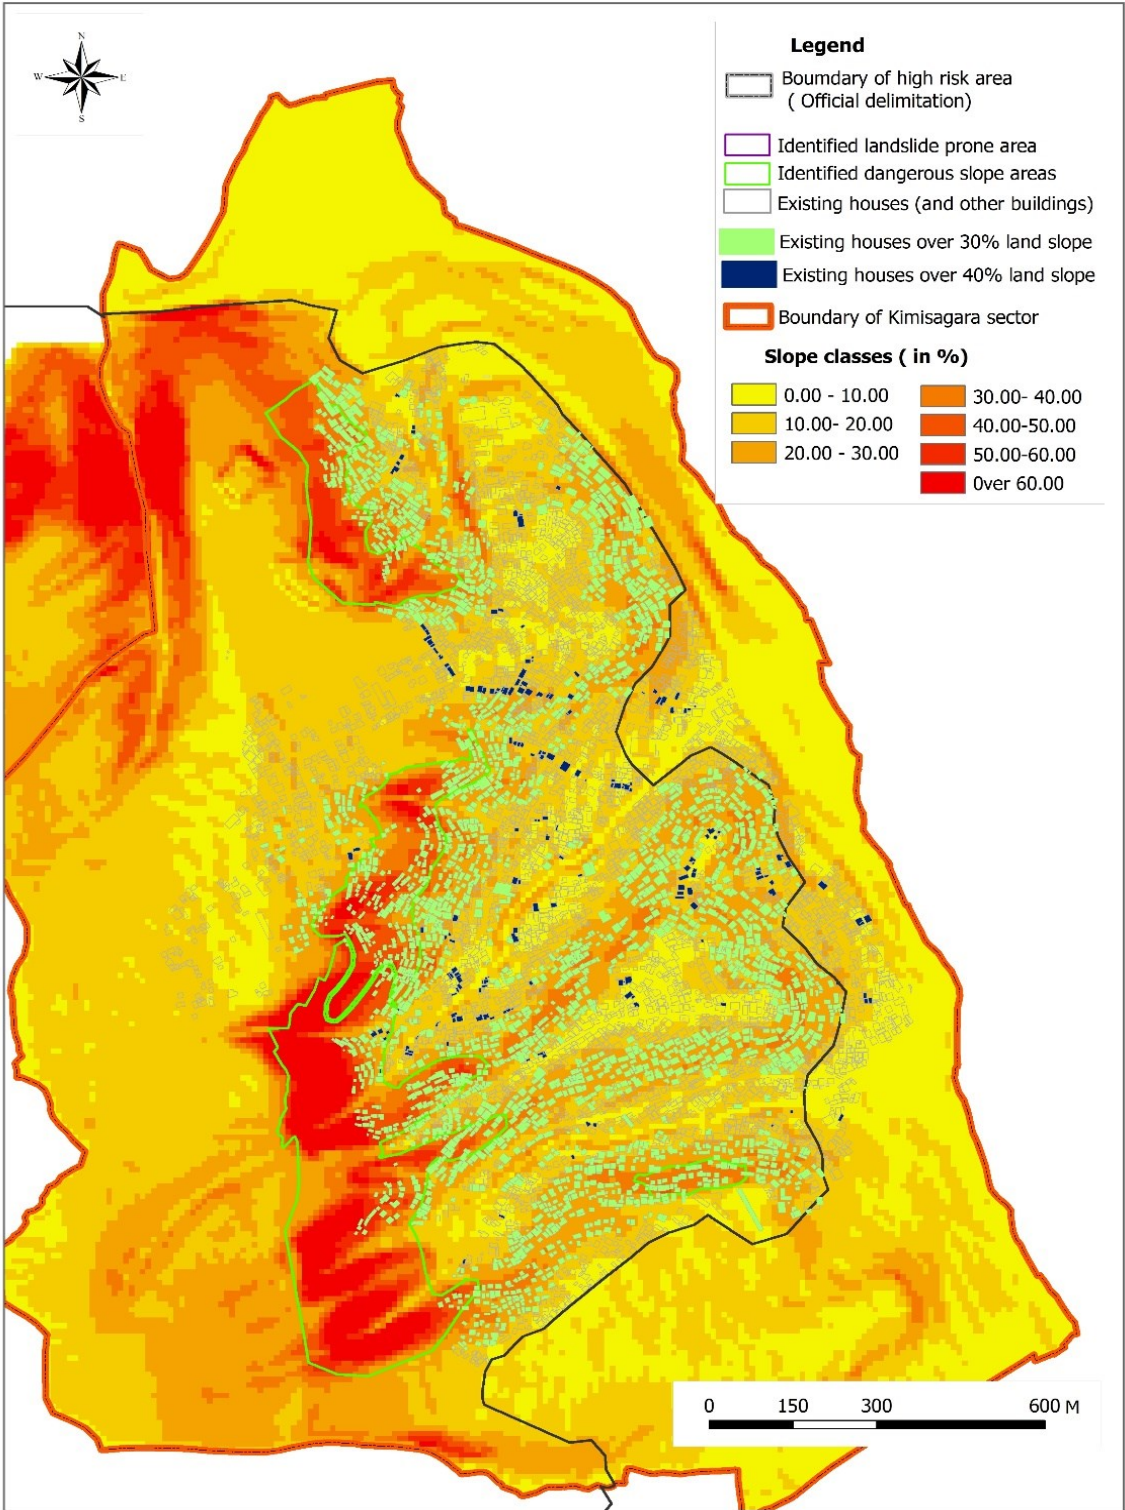 N
W E
S
Legend
Boumdary of high risk area
( Official delimitation)
Identified landslide prone area
Identified dangerous slope areas
Existing houses (and other buildings)
Existing houses over 30% land slope
Existing houses over 40% land slope
Boundary of Kimisagara sector
Slope classes ( in %)
0.00 - 10.00
10.00- 20.00
20.00 - 30.00
30.00- 40.00
40.00-50.00
50.00-60.00
0ver 60.00
0 150 300 600 M